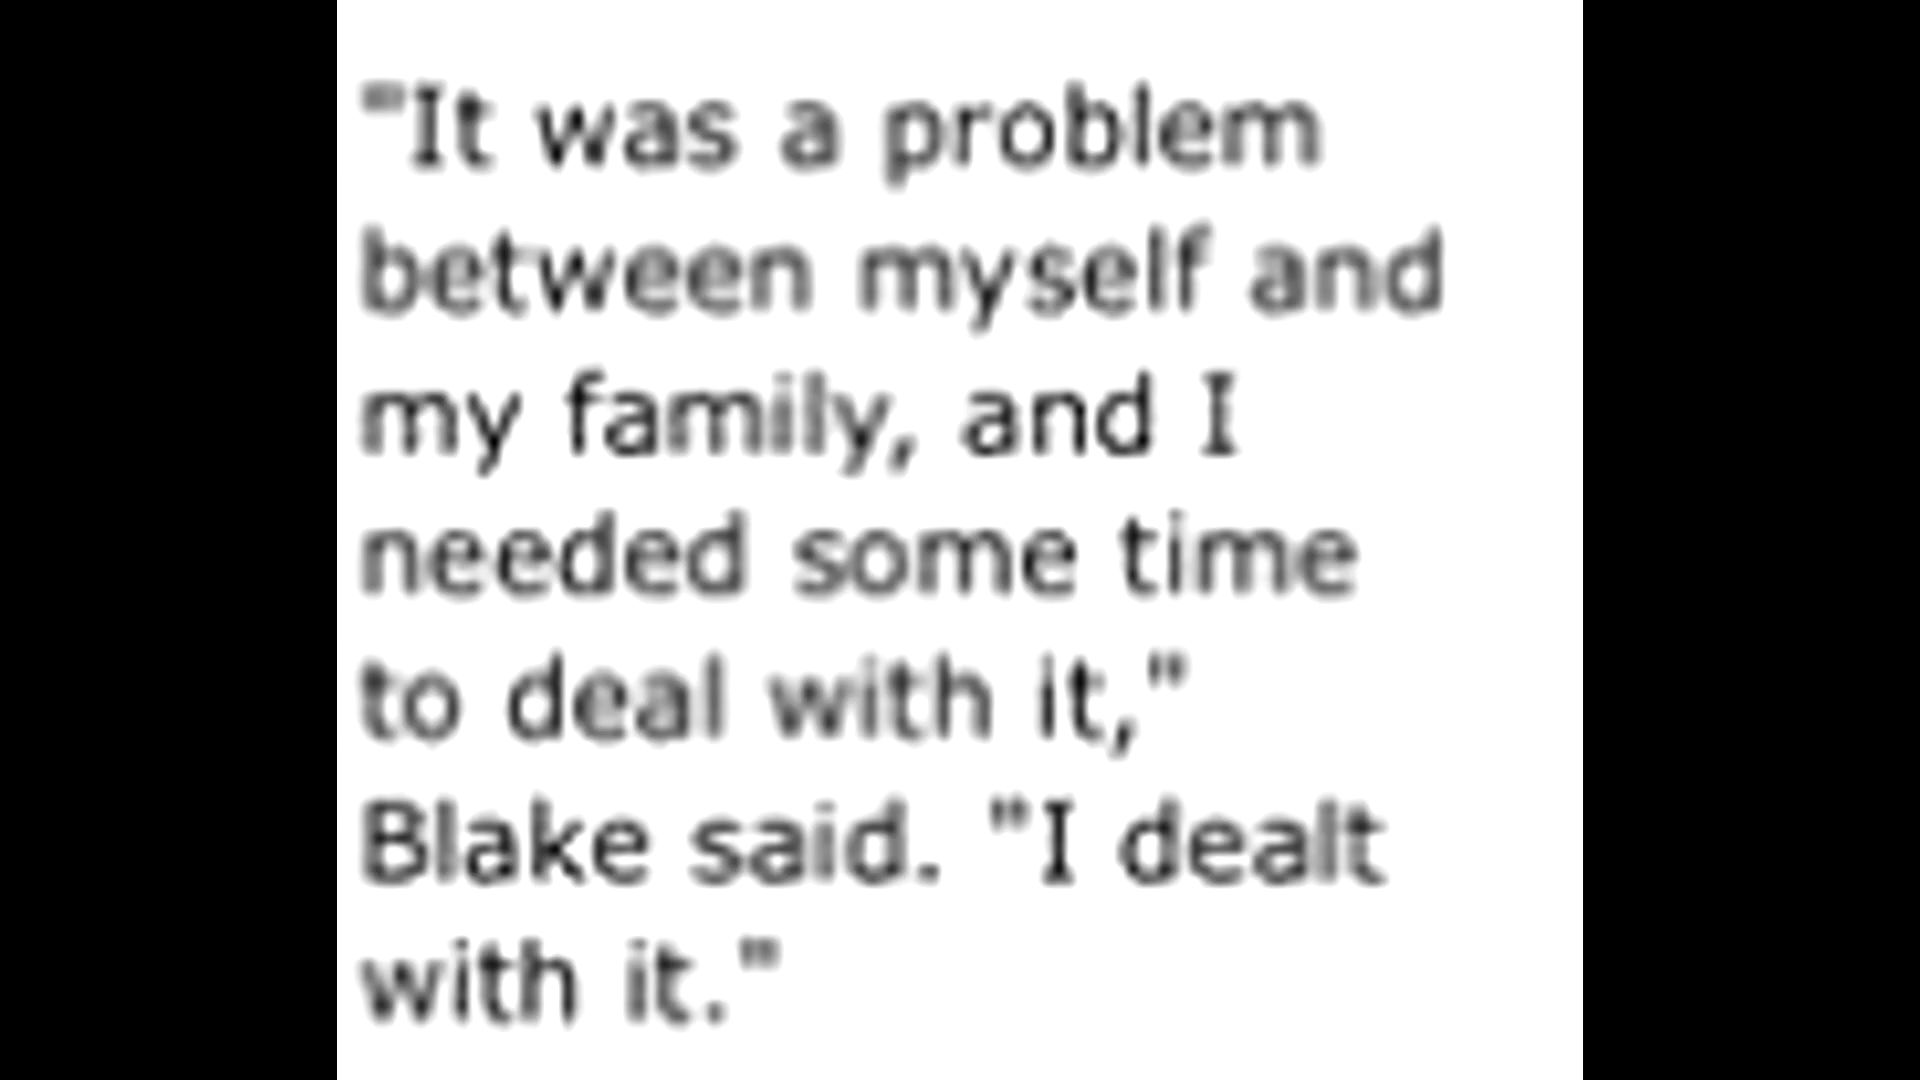 "It was a problem
between myself and
my family, and I
needed some time
to deal with it,"
Blake said. "I dealt
with it."